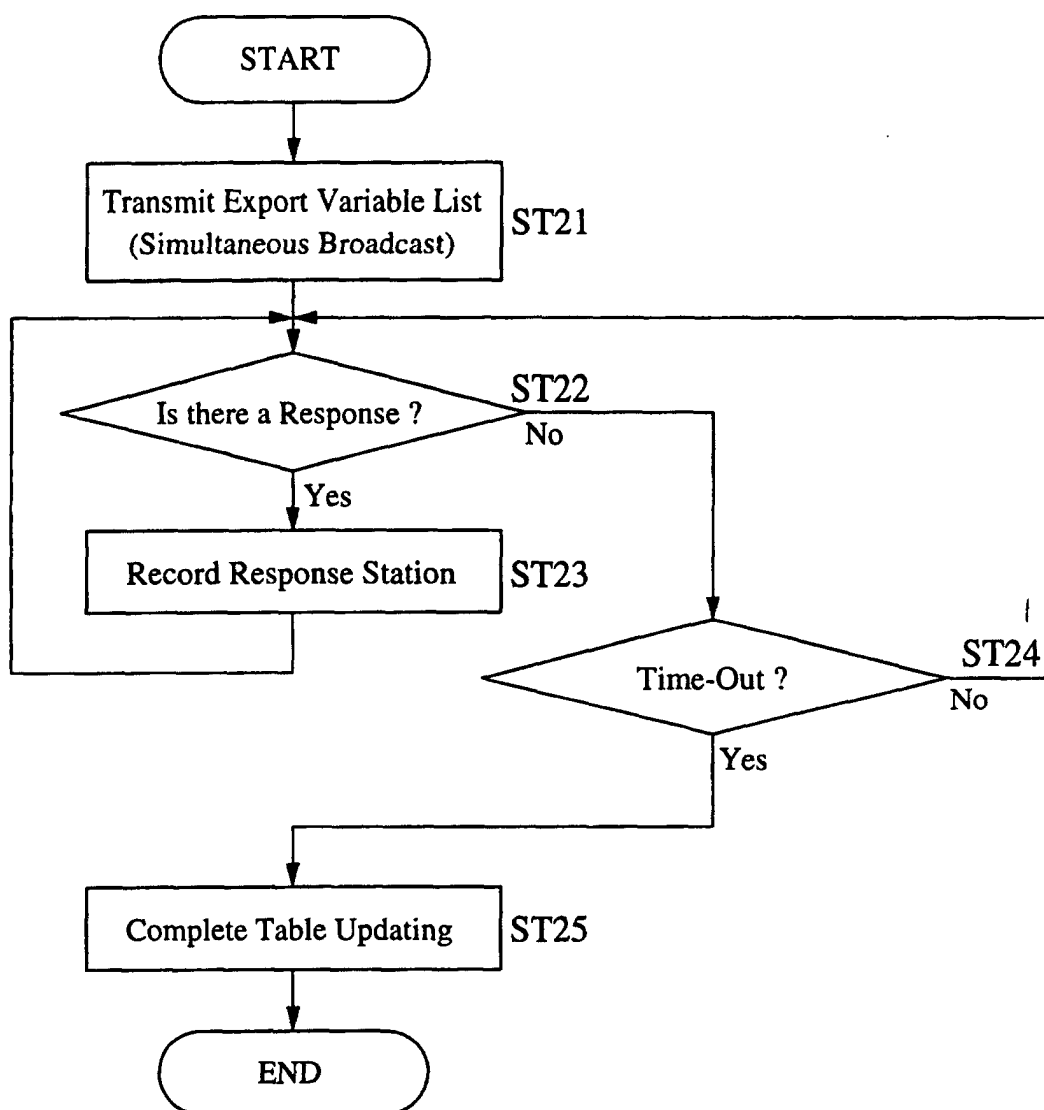 START
Transmit Export Variable List
(Simultaneous Broadcast)
ST21
Is there a Response ?
ST22
No
Yes
Record Response Station
ST23
Time-Out ?
ST24
No
Yes
Complete Table Updating
ST25
END